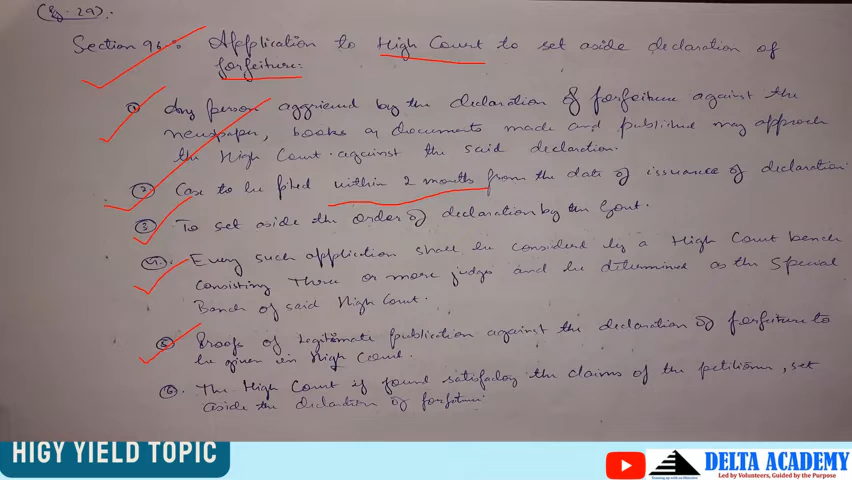 (Pg. 29).
Section 96: Application to High Court to set aside declaration of
forfeiture:
① Any person aggrieved by the declaration of forfeiture against the
newspaper, books or documents made and published may approach
the High Court against the said declaration.
② Case to be filed within 2 months from the date of issuance of declaration.
③ To set aside the order of declaration by the Govt.
④. Every such application shall be considered by a High Court bench
consisting Three or more judges and be determined as the Special
Bench of said High Court.
⑤ Proofs of legitimate publication against the declaration of forfeiture to
be given in High Court.
⑥. The High Court if found satisfactory the claims of the petitioner, set
aside the declaration of forfeiture.
HIGY YIELD TOPIC
DELTA ACADEMY
Led by Volunteers, Guided by the Purpose